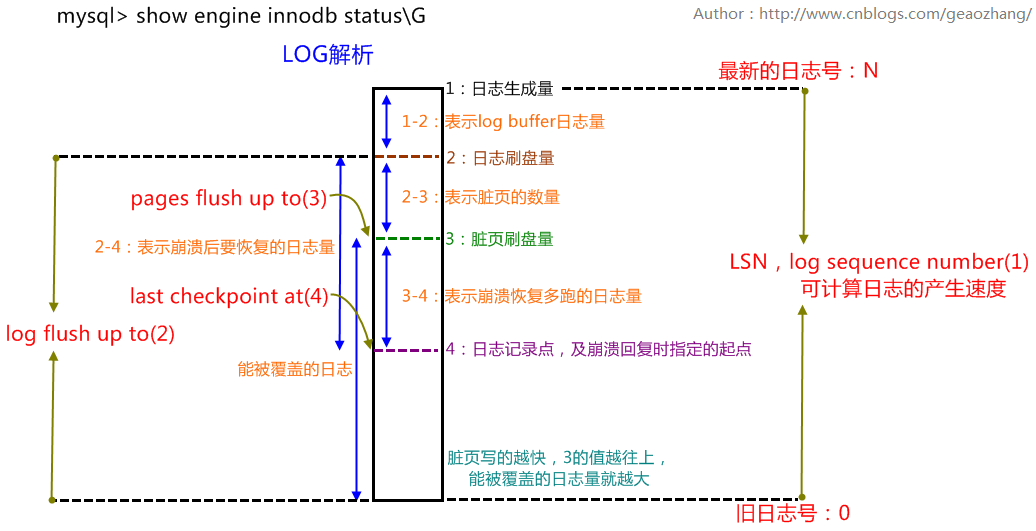 mysql> show engine innodb status\G
Author：http://www.cnblogs.com/geaozhang/
LOG解析
最新的日志号：N
1：日志生成量
1-2：表示log buffer日志量
2：日志刷盘量
pages flush up to(3)
2-3：表示脏页的数量
3：脏页刷盘量
2-4：表示崩溃后要恢复的日志量
LSN，log sequence number(1)
可计算日志的产生速度
last checkpoint at(4)
3-4：表示崩溃恢复多跑的日志量
log flush up to(2)
4：日志记录点，及崩溃回复时指定的起点
能被覆盖的日志
脏页写的越快，3的值越往上，
能被覆盖的日志量就越大
旧日志号：0